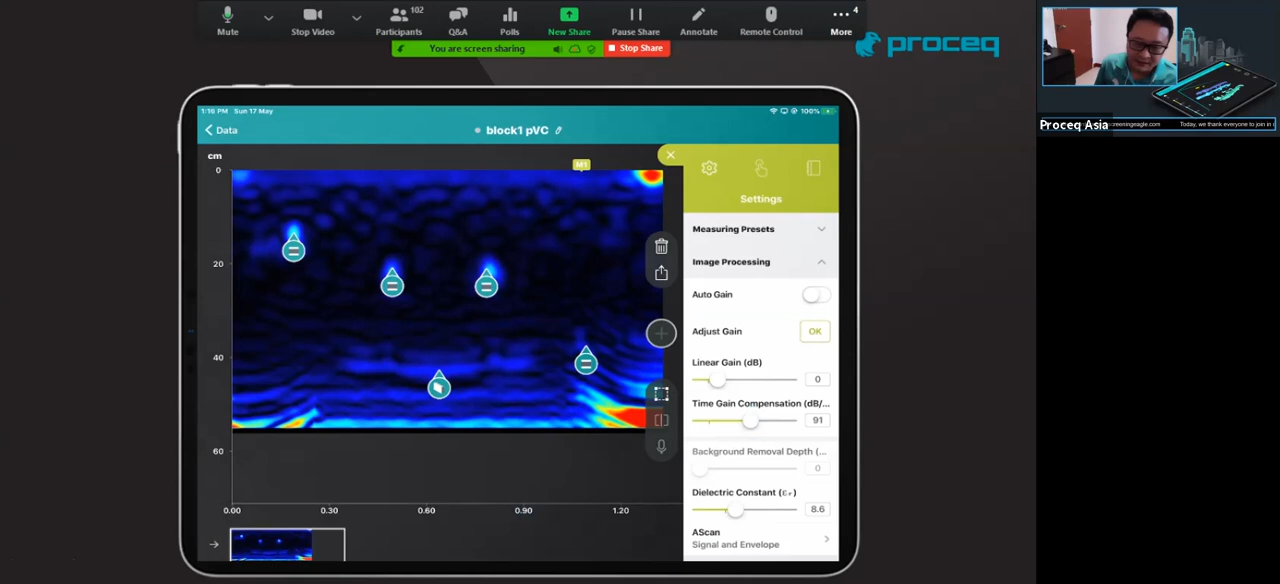 102
4
Mute
Stop Video
Participants
Q&A
Polls
New Share
Pause Share
Annotate
Remote Control
More
You are screen sharing
Stop Share
proceq
Proceq Asia
screeningeagle.com
Today, we thank everyone to join in
1:16 PM Sun 17 May
100%
Data
block1 pVC
cm
M1
0
20
40
60
0.00
0.30
0.60
0.90
1.20
Settings
Measuring Presets
Image Processing
Auto Gain
Adjust Gain
OK
Linear Gain (dB)
0
Time Gain Compensation (dB/...
91
Background Removal Depth (...
0
Dielectric Constant (εr)
8.6
AScan
Signal and Envelope